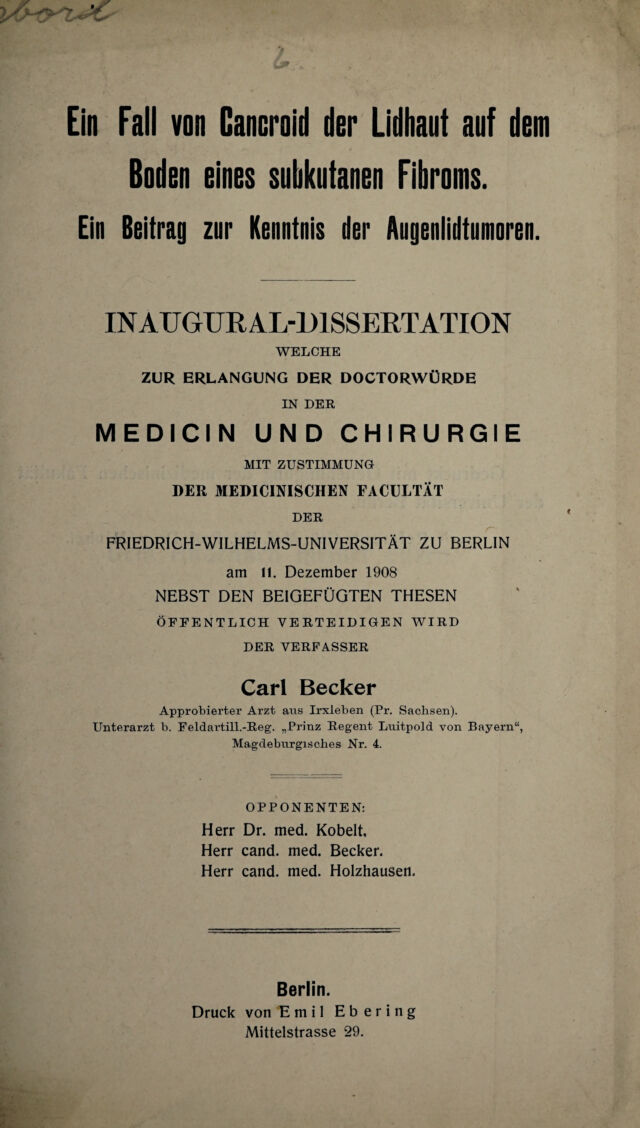 6
Ein Fall von Cancroid der Lidhaut auf dem
Boden eines subkutanen Fibroms.
Ein Beitrag zur Kenntnis der Augenlidtumoren.
INAUGURAL-DISSERTATION
WELCHE
ZUR ERLANGUNG DER DOCTORWÜRDE
IN DER
MEDICIN UND CHIRURGIE
MIT ZUSTIMMUNG
DER MEDICINISCHEN FACULTÄT
DER
FRIEDRICH-WILHELMS-UNIVERSITÄT ZU BERLIN
am 11. Dezember 1908
NEBST DEN BEIGEFÜGTEN THESEN
ÖFFENTLICH VERTEIDIGEN WIRD
DER VERFASSER
Carl Becker
Approbierter Arzt aus Irxleben (Pr. Sachsen).
Unterarzt b. Feldartill.-Reg. „Prinz Regent Luitpold von Bayern“,
Magdeburgisches Nr. 4.
OPPONENTEN:
Herr Dr. med. Kobelt.
Herr cand. med. Becker.
Herr cand. med. Holzhausen.
Berlin.
Druck von Emil Ebering
Mittelstrasse 29.